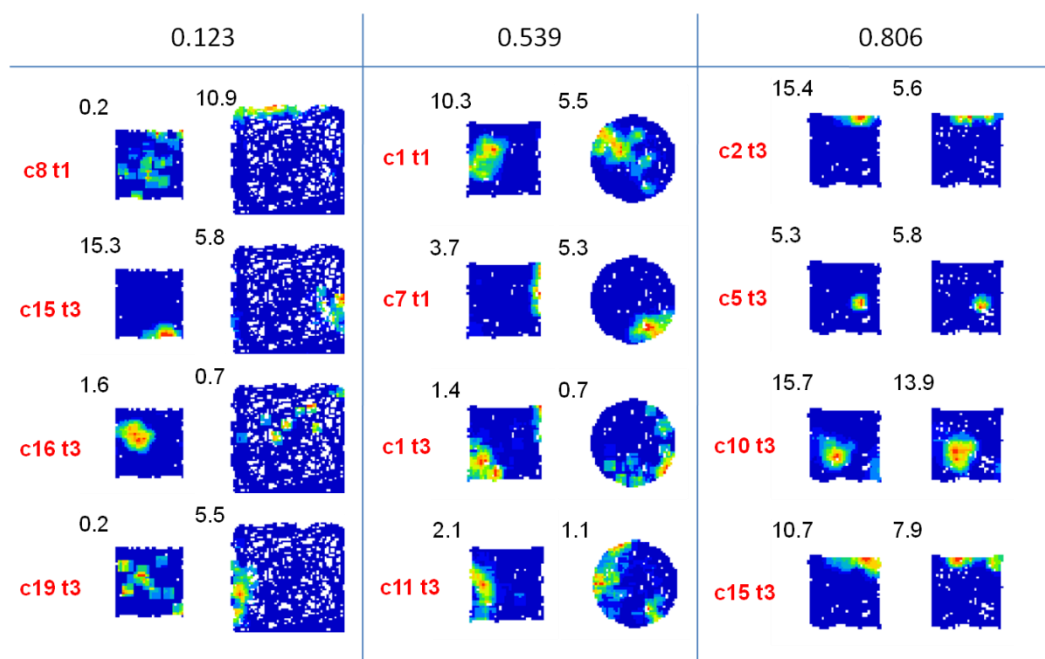 0.123 0.539 0.806
0.2 10.9 10.3 5.5 15.4 5.6
c8 t1 c1 t1 c2 t3
15.3 5.8 3.7 5.3 5.3 5.8
c15 t3 c7 t1 c5 t3
1.6 0.7 1.4 0.7 15.7 13.9
c16 t3 c1 t3 c10 t3
0.2 5.5 2.1 1.1 10.7 7.9
c19 t3 c11 t3 c15 t3